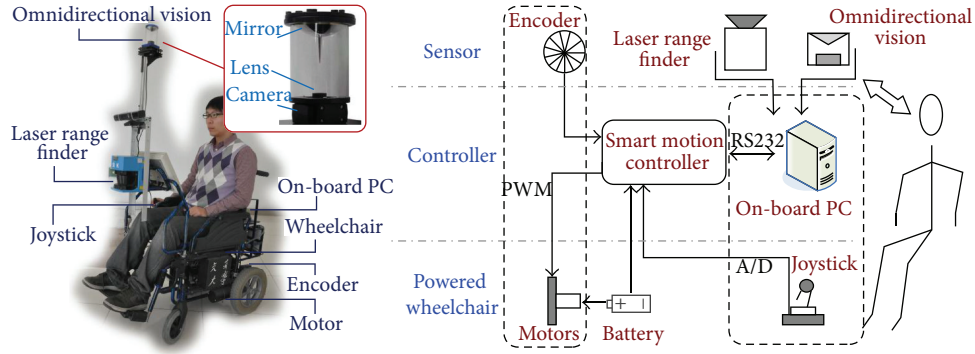 Omnidirectional
vision
Mirror
Lens
Camera
Laser range
finder
Joystick
On-board PC
Wheelchair
Encoder
Motor
Sensor
Controller
Powered
wheelchair
Encoder
Laser range
finder
Omnidirectional
vision
Smart motion
controller
RS232
On-board PC
PWM
A/D
Joystick
Motors
Battery